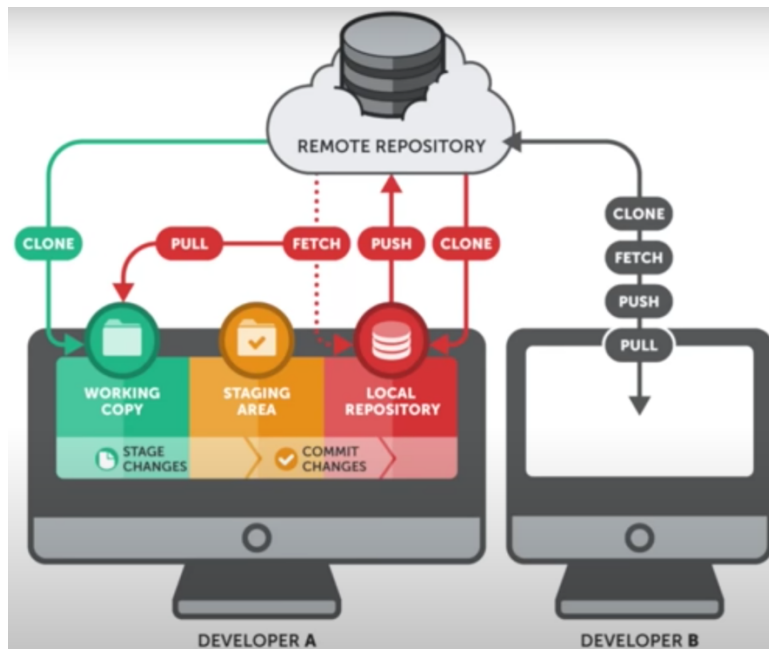 REMOTE REPOSITORY
CLONE
PULL
FETCH
PUSH
CLONE
CLONE
FETCH
PUSH
PULL
WORKING
COPY
STAGING
AREA
LOCAL
REPOSITORY
STAGE
CHANGES
COMMIT
CHANGES
DEVELOPER A
DEVELOPER B